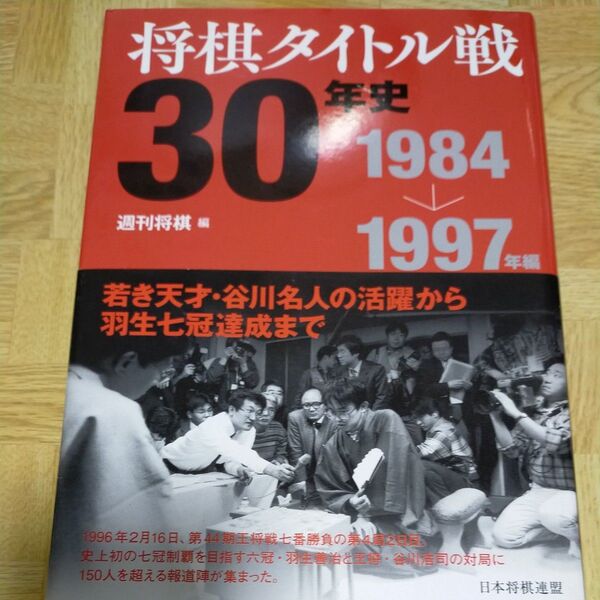 将棋タイトル戦
30年史
1984
1997年編
週刊将棋 編
若き天才・谷川名人の活躍から
羽生七冠達成まで
1996年2月16日、第44期王将戦七番勝負の第4局2日目。
史上初の七冠制覇を目指す六冠・羽生善治と王将・谷川浩司の対局に
150人を超える報道陣が集まった。
日本将棋連盟